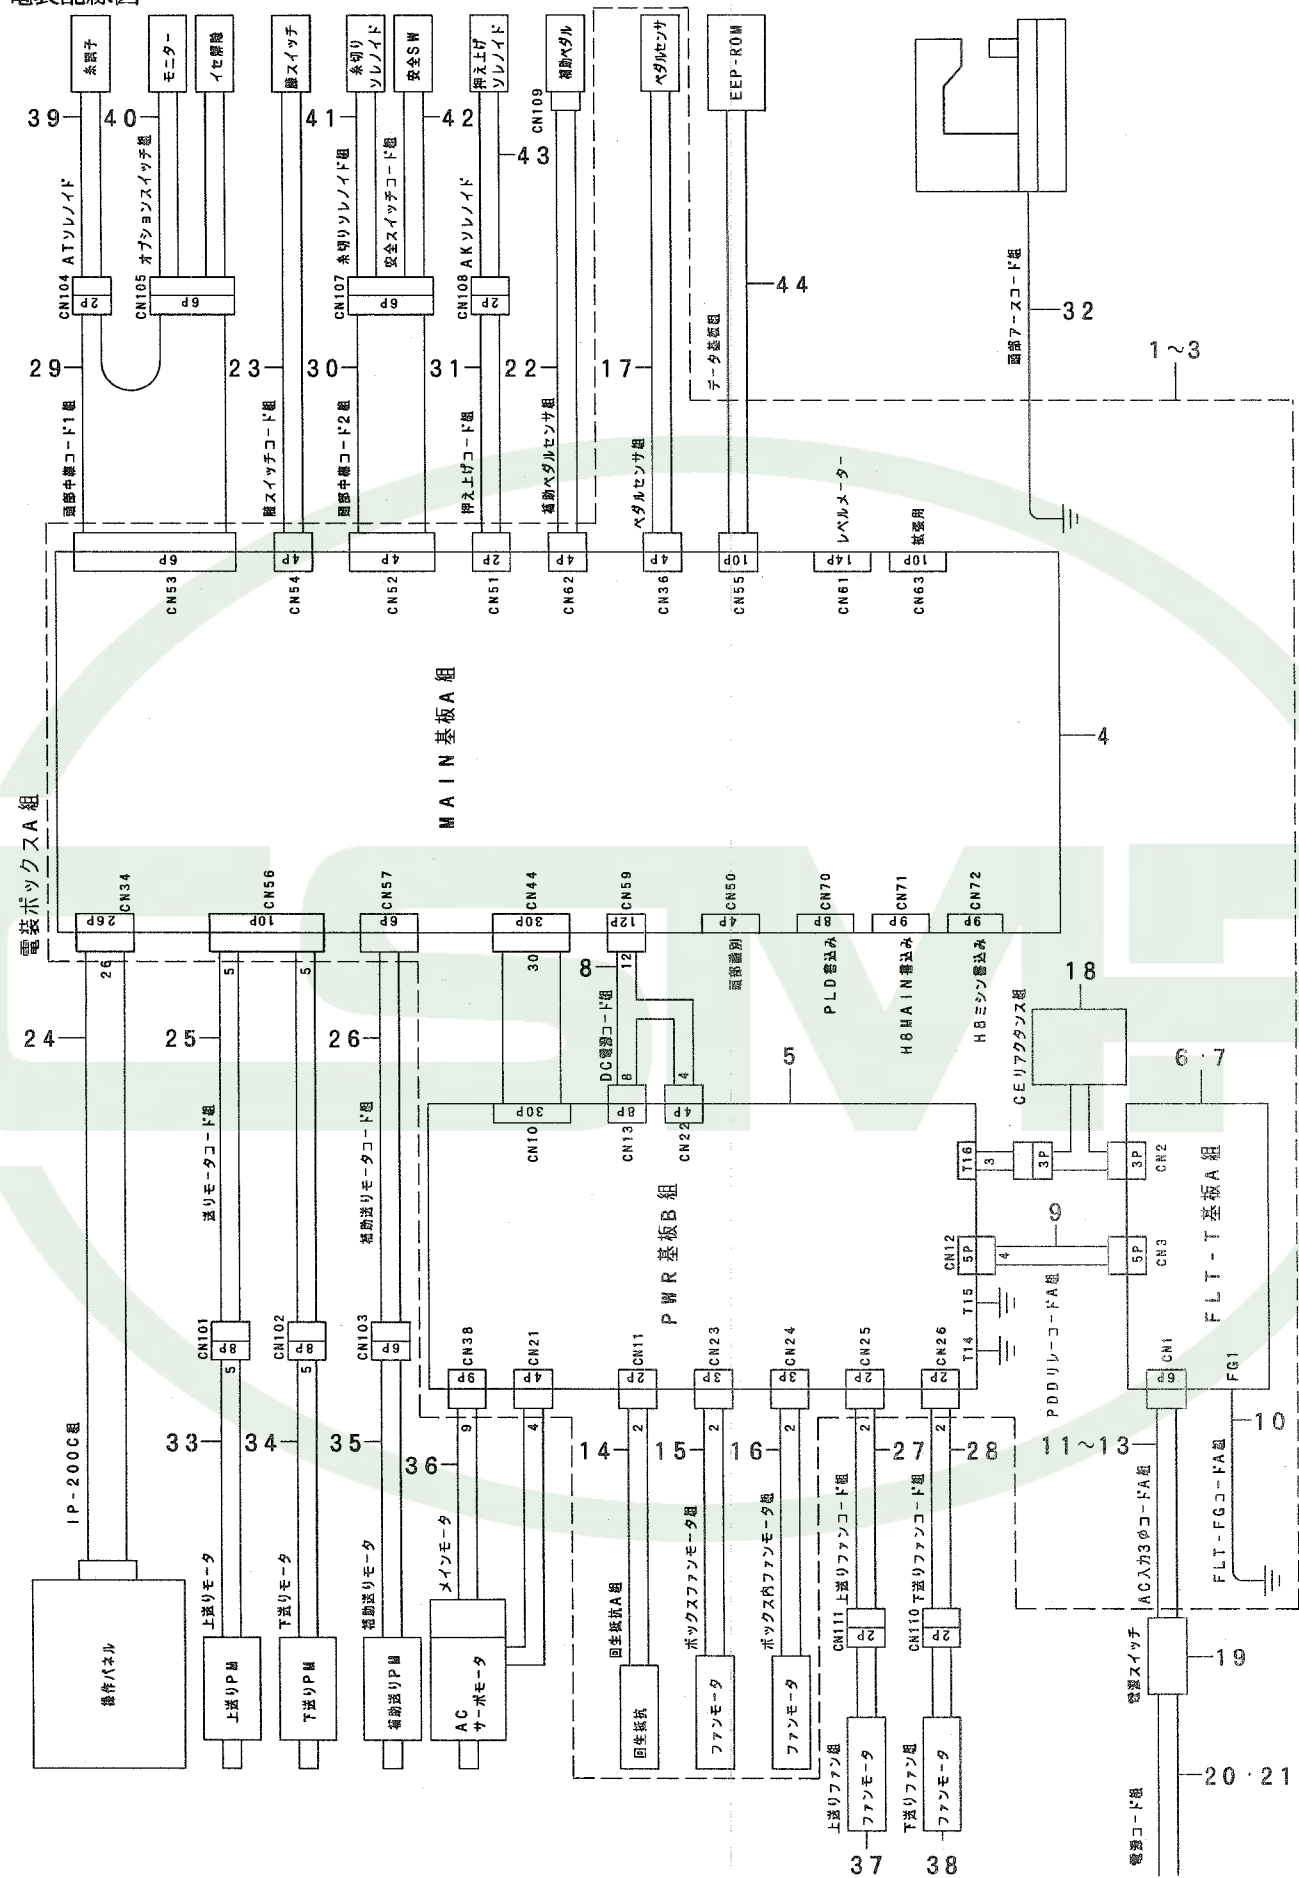 電装配線図
糸調子
モニター
イセ解除
膝スイッチ
糸切り
ソレノイド
安全SW
押え上げ
ソレノイド
補助ペダル
ペダルセンサ
EEP-ROM
39
40
41
42
43
44
32
1~3
ATソレノイド
オプションスイッチ組
糸切りソレノイド組
安全スイッチコード組
AKソレノイド
CN109
データ基板組
頭部アースコード組
CN104
2P
CN105
6P
CN107
6P
CN108
2P
29
23
30
31
22
17
頭部中継コード1組
膝スイッチコード組
頭部中継コード2組
押え上げコード組
補助ペダルセンサ組
ペダルセンサ組
レベルメーター
拡張用
6P
4P
4P
2P
4P
4P
10P
14P
10P
CN53
CN54
CN52
CN51
CN62
CN36
CN55
CN61
CN63
MAIN基板A組
4
電装ボックスA組
26P
CN34
10P
CN56
6P
CN57
30P
CN44
12P
CN59
4P
CN50
8P
CN70
9P
CN71
9P
CN72
26
5
5
30
12
頭部識別
PLD書込み
H8MAIN書込み
H8ミシン書込み
24
25
26
8
18
5
6・7
DC電源コード組
8
4
CEリアクタンス組
送りモータコード組
補助送りモータコード組
30P
CN10
8P
CN13
4P
CN22
PWR基板B組
T16
3
3P
3P
CN2
CN12
5P
4
9
5P
CN3
PDDリレーコードA組
FLT-T基板A組
T15
T14
CN101
8P
5
CN102
8P
5
CN103
6P
9P
CN38
4P
CN21
2P
CN11
3P
CN23
3P
CN24
2P
CN25
2P
CN26
6P
CN1
FG1
9
4
2
2
2
2
2
33
34
35
36
14
15
16
27
28
11~13
10
IP-200C組
上送りモータ
下送りモータ
補助送りモータ
メインモータ
回生抵抗A組
ボックスファンモータ組
ボックス内ファンモータ組
上送りファンコード組
下送りファンコード組
AC入力3φコードA組
FLT-FGコードA組
CN111
2P
CN110
2P
操作パネル
上送りPM
下送りPM
補助送りPM
AC
サーボモータ
回生抵抗
ファンモータ
ファンモータ
上送りファン組
ファンモータ
下送りファン組
ファンモータ
電源スイッチ
19
20・21
電源コード組
37
38